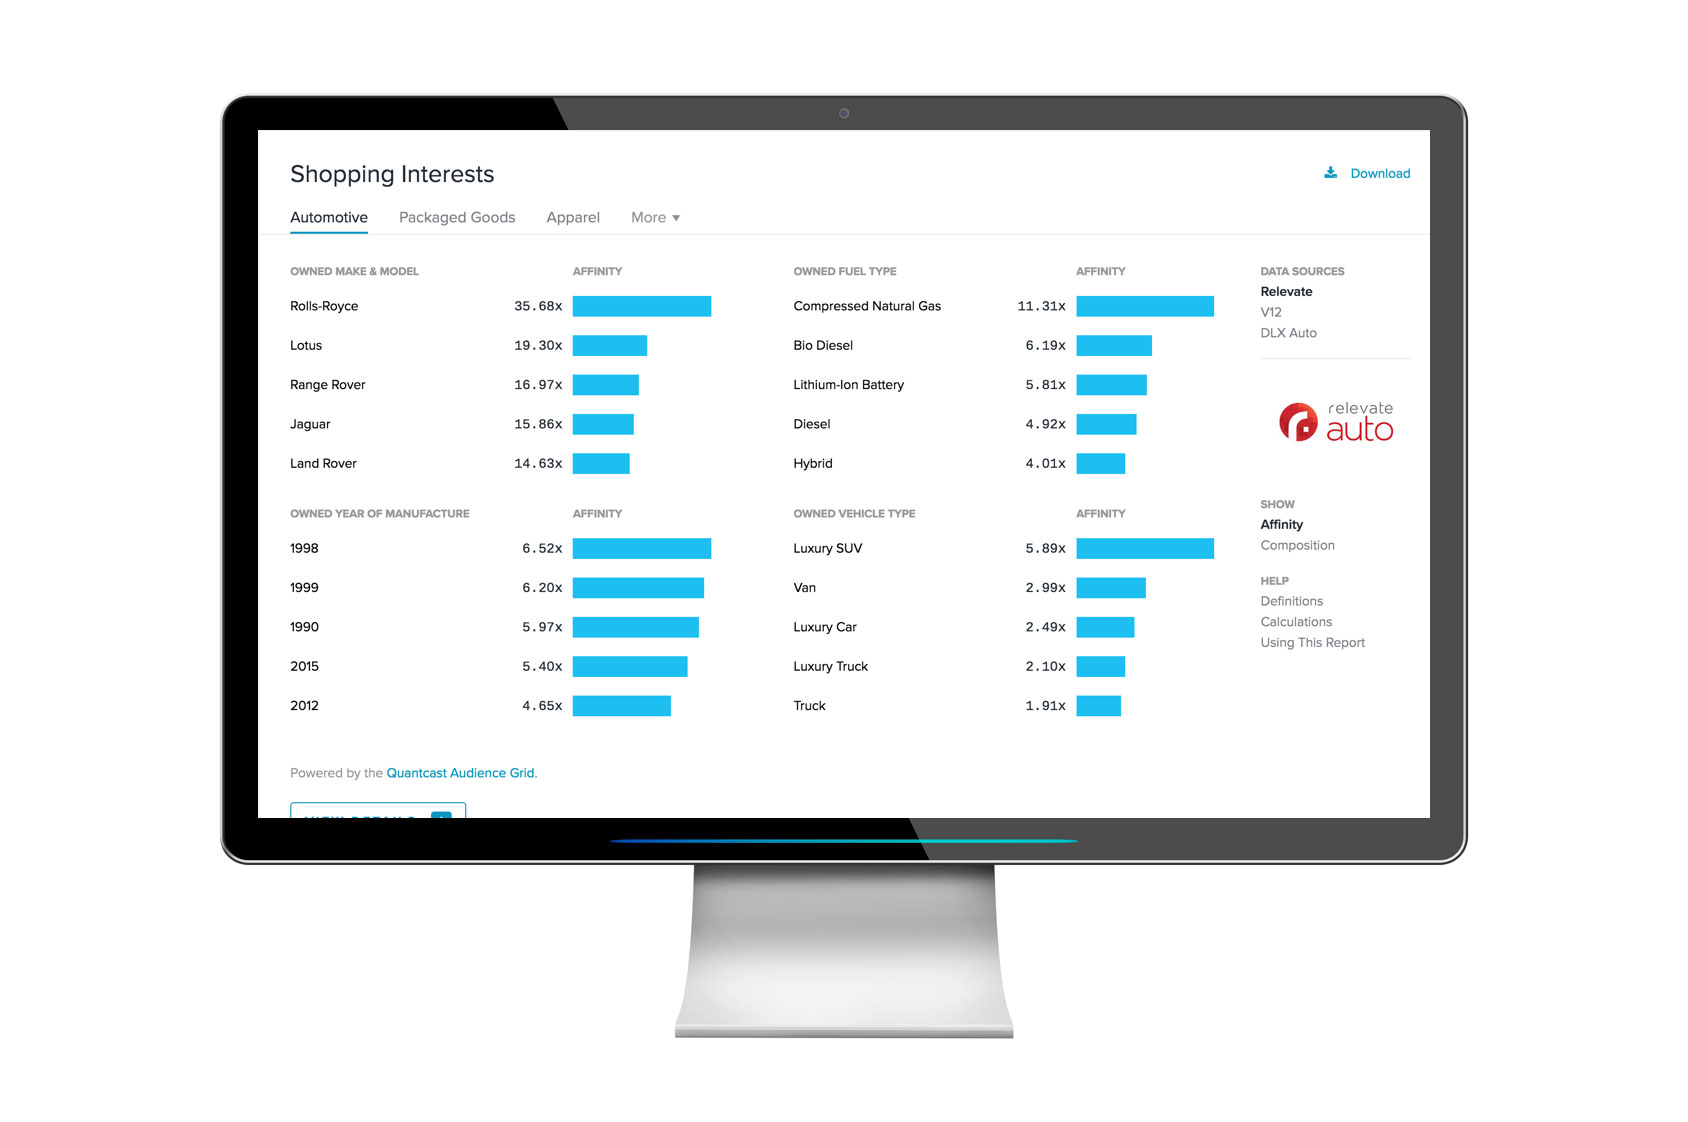 Shopping Interests
Download
Automotive Packaged Goods Apparel More
OWNED MAKE & MODEL AFFINITY
Rolls-Royce 35.68x
Lotus 19.30x
Range Rover 16.97x
Jaguar 15.86x
Land Rover 14.63x
OWNED FUEL TYPE AFFINITY
Compressed Natural Gas 11.31x
Bio Diesel 6.19x
Lithium-Ion Battery 5.81x
Diesel 4.92x
Hybrid 4.01x
OWNED YEAR OF MANUFACTURE AFFINITY
1998 6.52x
1999 6.20x
1990 5.97x
2015 5.40x
2012 4.65x
OWNED VEHICLE TYPE AFFINITY
Luxury SUV 5.89x
Van 2.99x
Luxury Car 2.49x
Luxury Truck 2.10x
Truck 1.91x
DATA SOURCES
Relevate
V12
DLX Auto
relevate
auto
SHOW
Affinity
Composition
HELP
Definitions
Calculations
Using This Report
Powered by the Quantcast Audience Grid.